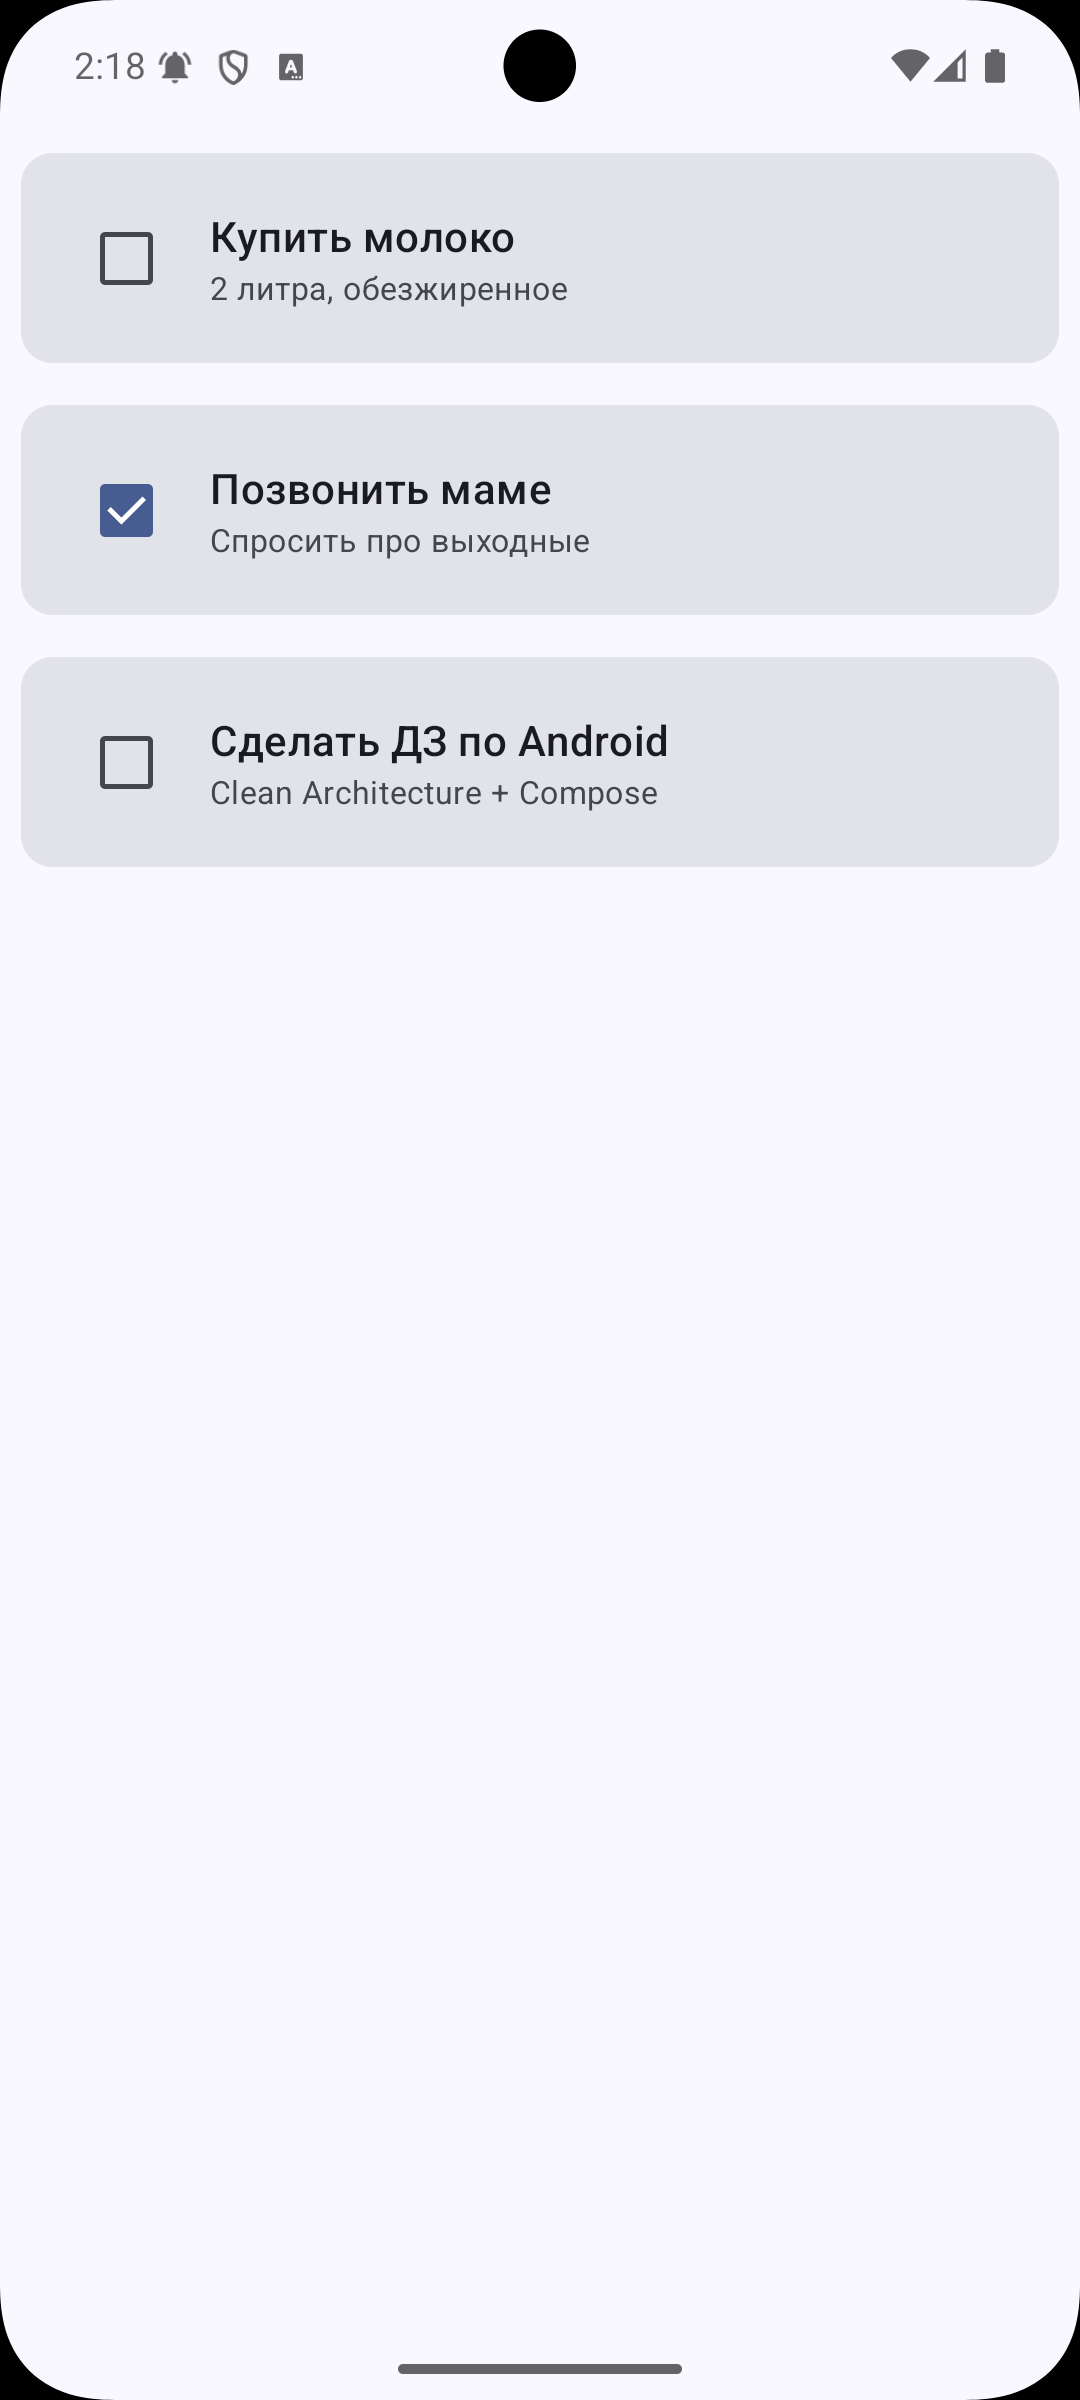 2:18
Купить молоко
2 литра, обезжиренное
Позвонить маме
Спросить про выходные
Сделать ДЗ по Android
Clean Architecture + Compose